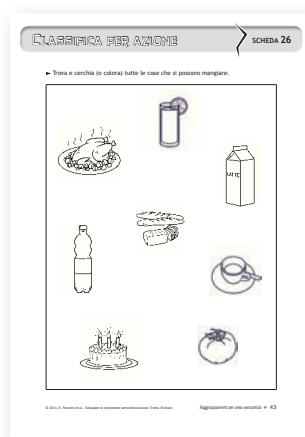 CLASSIFICA PER AZIONE
SCHEDA 26
► Trova e cerchia (o colora) tutte le cose che si possono mangiare.
LATTE
Raggruppamenti per area semantica ◆ 43